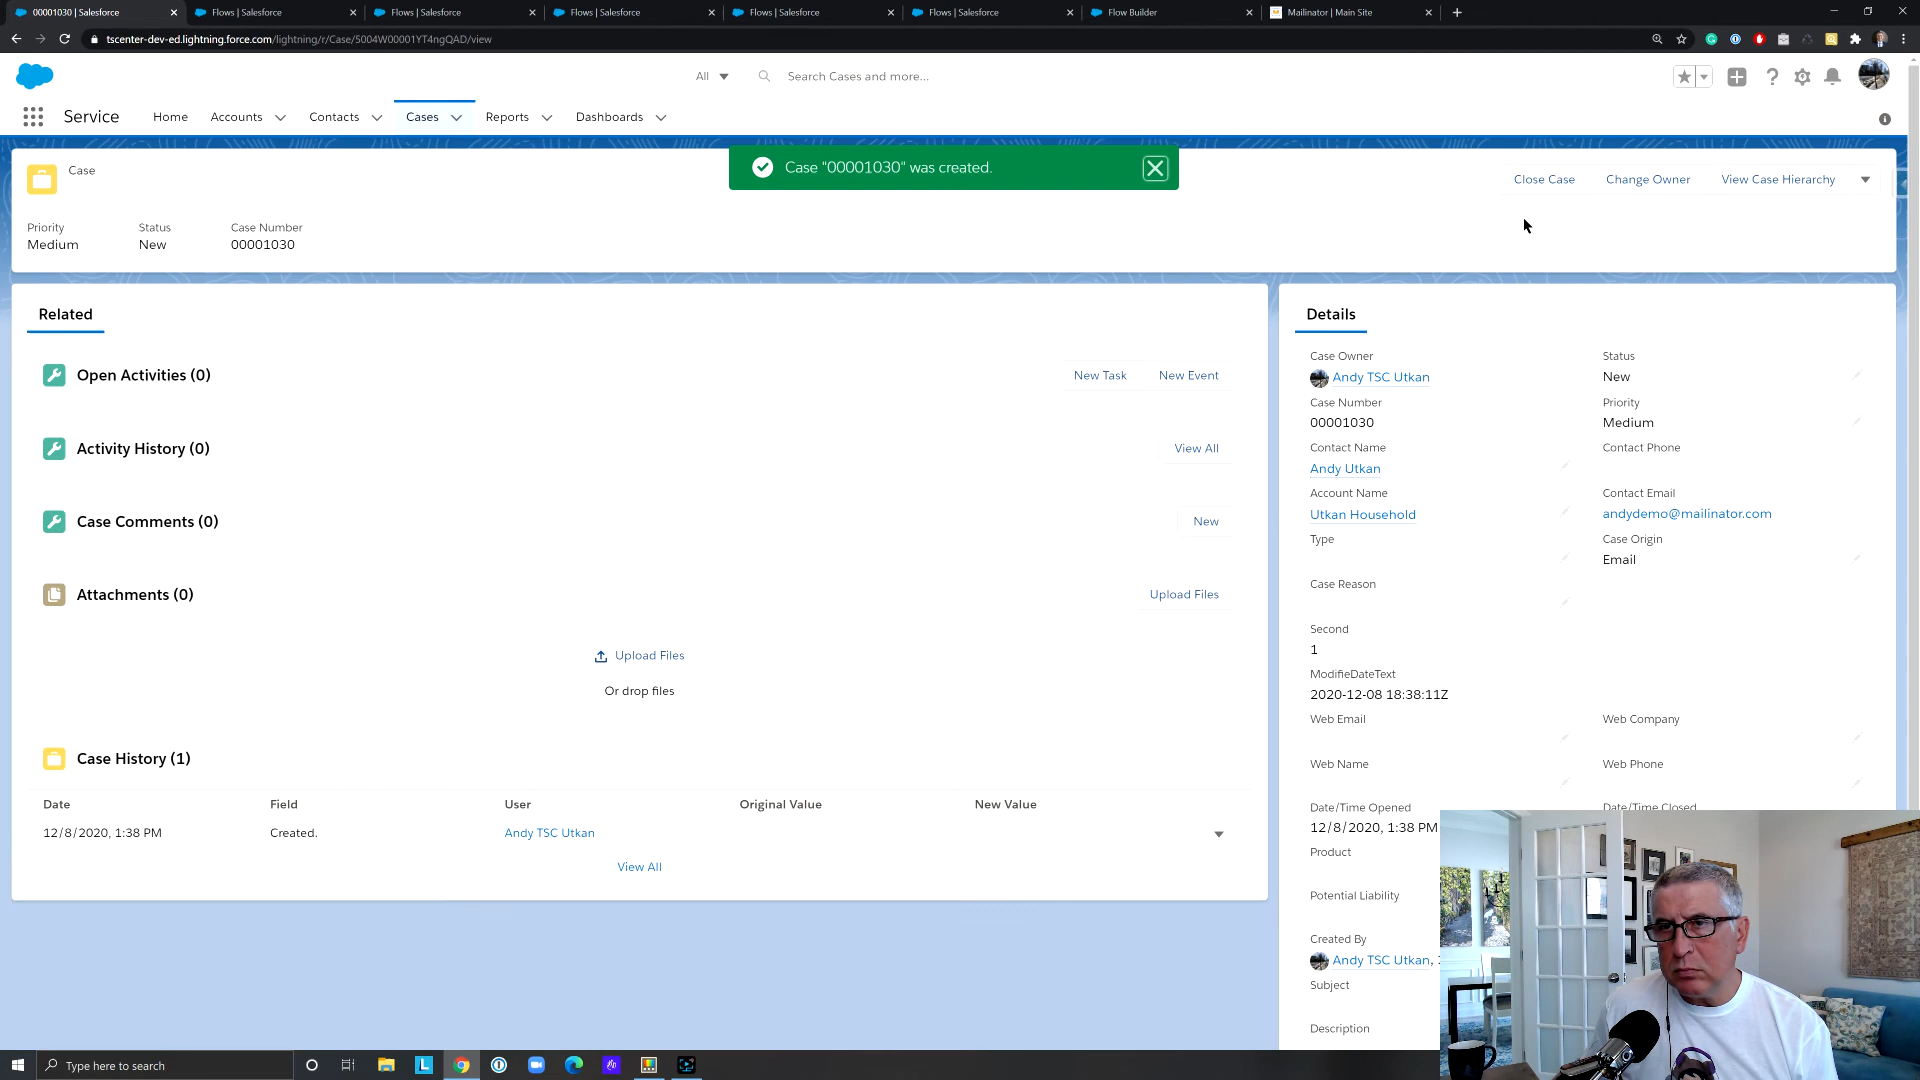 00001030 | Salesforce
Flows | Salesforce
Flows | Salesforce
Flows | Salesforce
Flows | Salesforce
Flows | Salesforce
Flow Builder
Mailinator | Main Site
tscenter-dev-ed.lightning.force.com/lightning/r/Case/5004W00001YT4ngQAD/view
All
Search Cases and more...
Service
Home
Accounts
Contacts
Cases
Reports
Dashboards
Case "00001030" was created.
Case
Close Case
Change Owner
View Case Hierarchy
Priority
Medium
Status
New
Case Number
00001030
Related
Open Activities (0)
New Task
New Event
Activity History (0)
View All
Case Comments (0)
New
Attachments (0)
Upload Files
Upload Files
Or drop files
Case History (1)
Date Field User Original Value New Value
12/8/2020, 1:38 PM Created. Andy TSC Utkan
View All
Details
Case Owner
Andy TSC Utkan
Status
New
Case Number
00001030
Priority
Medium
Contact Name
Andy Utkan
Contact Phone
Account Name
Utkan Household
Contact Email
andydemo@mailinator.com
Type
Case Origin
Email
Case Reason
Second
1
ModifieDateText
2020-12-08 18:38:11Z
Web Email
Web Company
Web Name
Web Phone
Date/Time Opened
12/8/2020, 1:38 PM
Date/Time Closed
Product
Potential Liability
Created By
Andy TSC Utkan,
Subject
Description
Type here to search